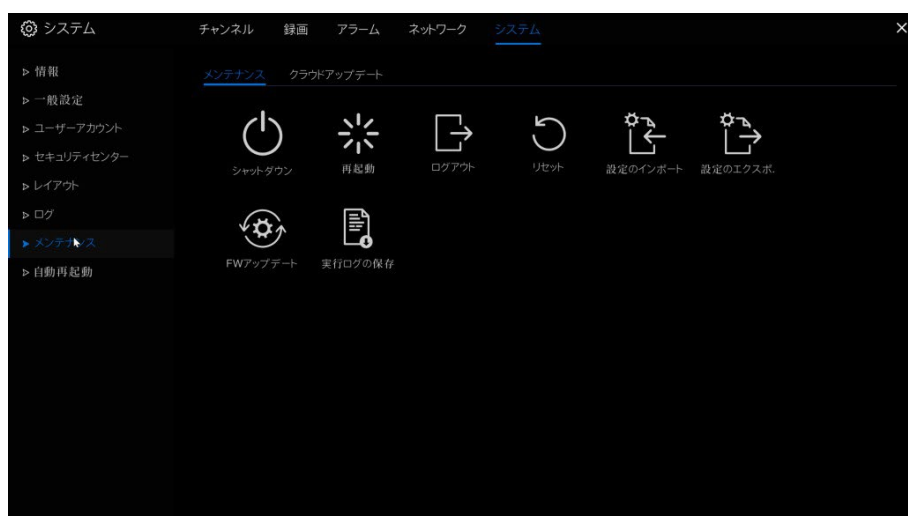 システム
チャンネル 録画 アラーム ネットワーク システム
情報
一般設定
ユーザーアカウント
セキュリティセンター
レイアウト
ログ
メンテナンス
自動再起動
メンテナンス クラウドアップデート
シャットダウン 再起動 ログアウト リセット 設定のインポート 設定のエクスポ.
FWアップデート 実行ログの保存